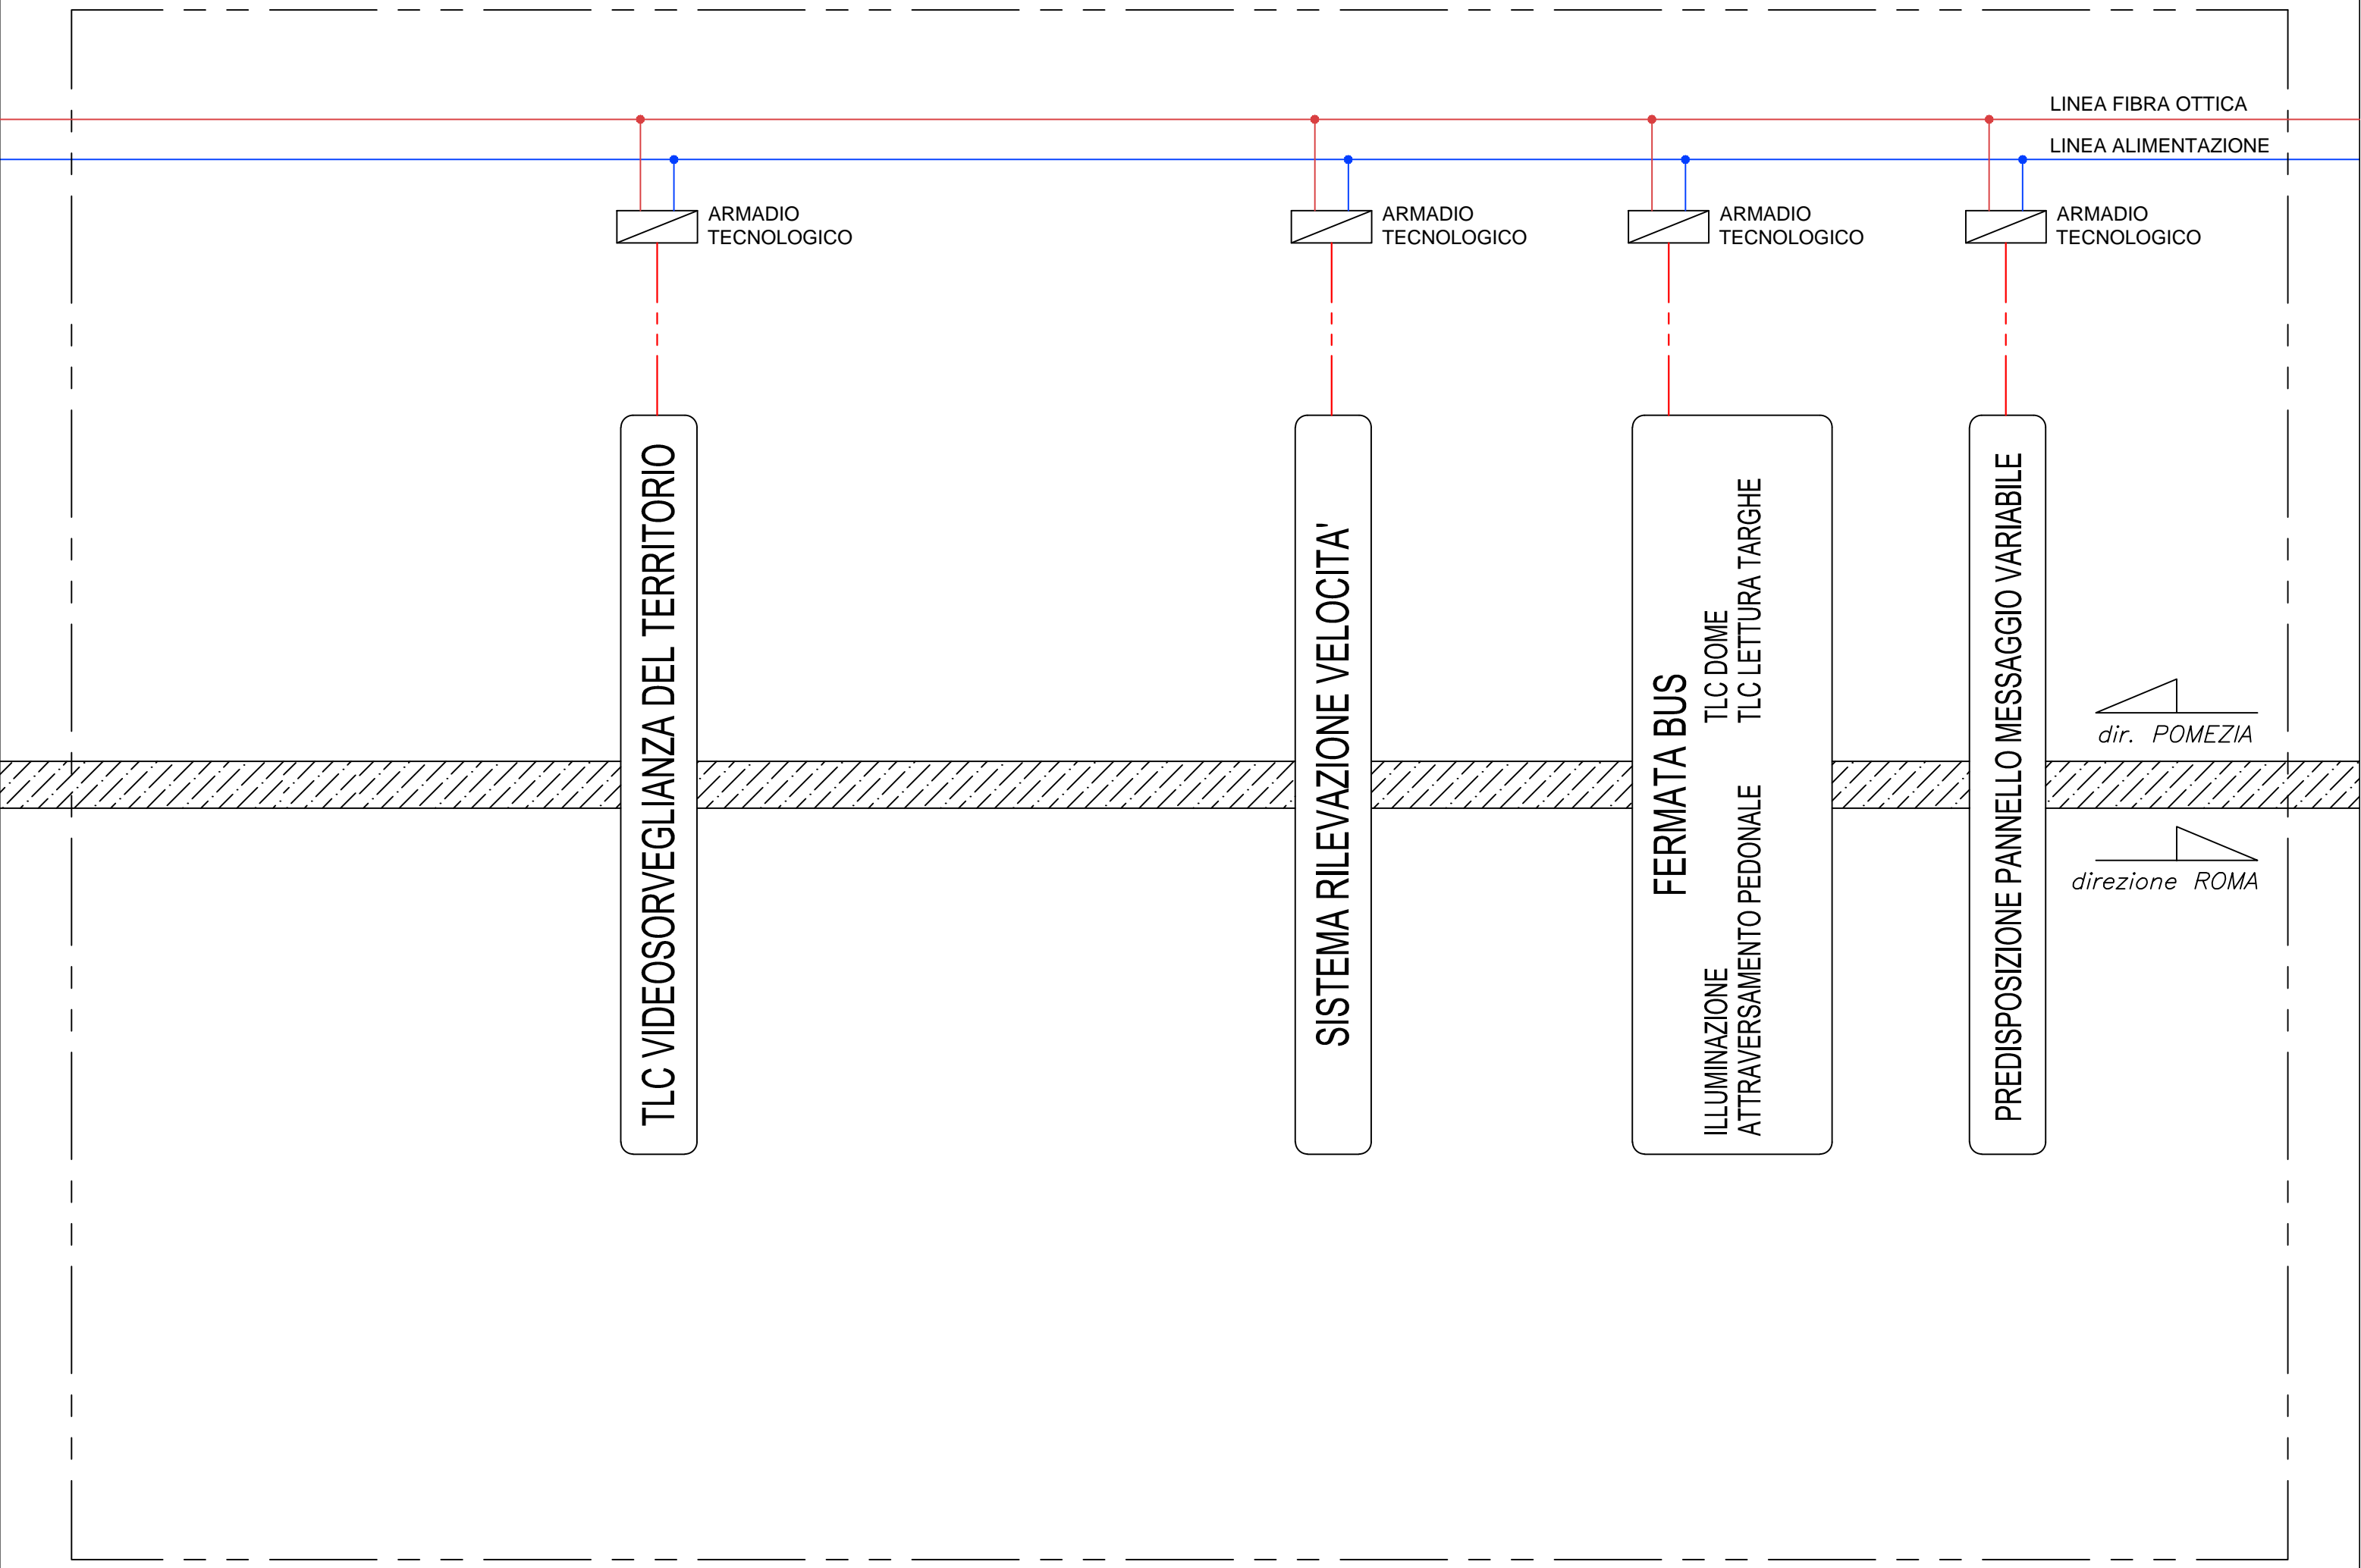 LINEA FIBRA OTTICA
LINEA ALIMENTAZIONE
ARMADIO
TECNOLOGICO
ARMADIO
TECNOLOGICO
ARMADIO
TECNOLOGICO
ARMADIO
TECNOLOGICO
TLC VIDEOSORVEGLIANZA DEL TERRITORIO
SISTEMA RILEVAZIONE VELOCITA'
FERMATA BUS
TLC DOME
TLC LETTURA TARGHE
ILLUMINAZIONE
ATTRAVERSAMENTO PEDONALE
PREDISPOSIZIONE PANNELLO MESSAGGIO VARIABILE
dir. POMEZIA
direzione ROMA